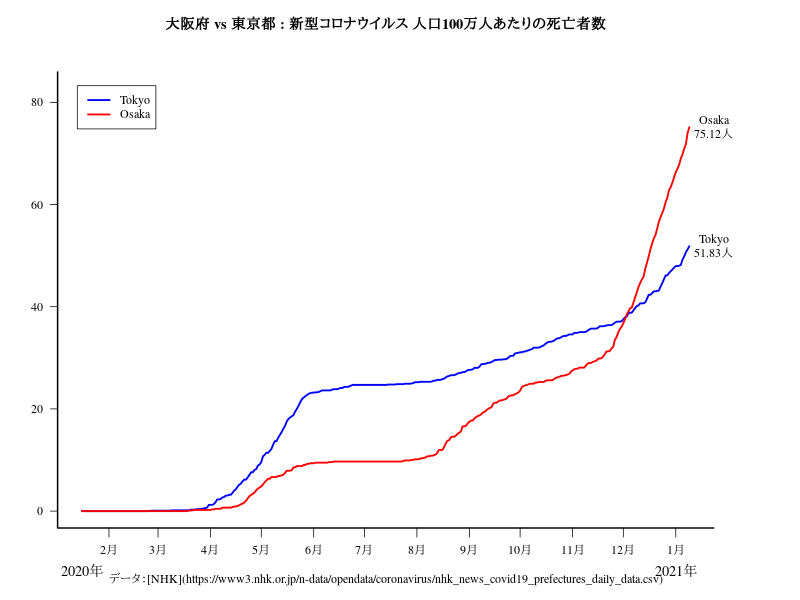 大阪府 vs 東京都 : 新型コロナウイルス 人口100万人あたりの死亡者数
80
60
40
20
0
Tokyo
Osaka
Osaka
75.12人
Tokyo
51.83人
2月 3月 4月 5月 6月 7月 8月 9月 10月 11月 12月 1月
2020年 2021年
データ：[NHK](https://www3.nhk.or.jp/n-data/opendata/coronavirus/nhk_news_covid19_prefectures_daily_data.csv)